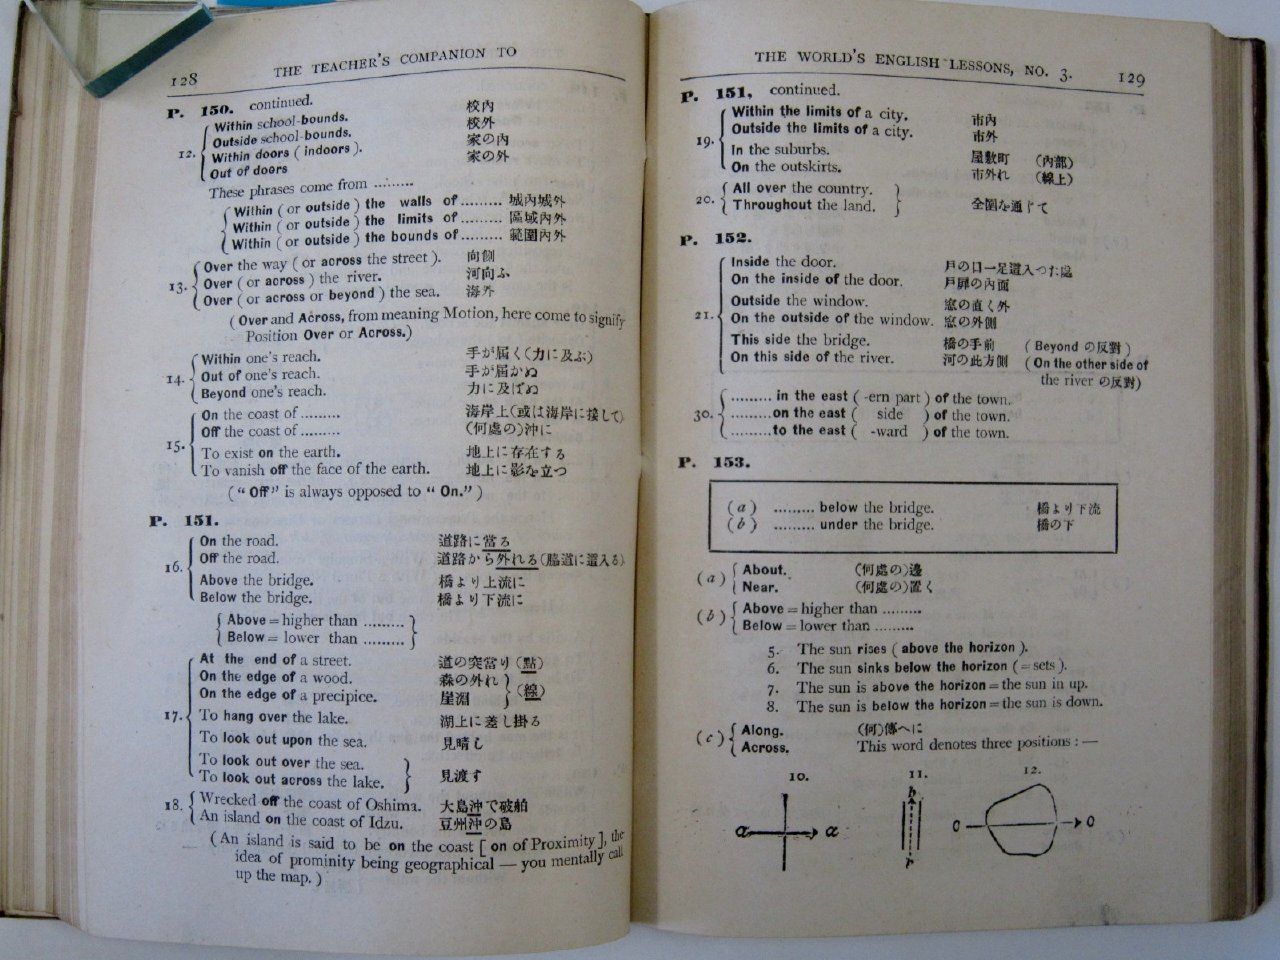 128 THE TEACHER'S COMPANION TO
P. 150. continued.
Within school-bounds. 校內
Outside school-bounds. 校外
12. Within doors ( indoors ). 家の內
Out of doors 家の外
These phrases come from .........
Within ( or outside ) the walls of ......... 城內城外
Within ( or outside ) the limits of ......... 區域內外
Within ( or outside ) the bounds of ......... 範圍內外
Over the way ( or across the street ). 向側
13. Over ( or across ) the river. 河向ふ
Over ( or across or beyond ) the sea. 海外
( Over and Across, from meaning Motion, here come to signify
Position Over or Across.)
Within one's reach. 手が届く(力に及ぶ)
14. Out of one's reach. 手が届かぬ
Beyond one's reach. 力に及ばぬ
On the coast of ......... 海岸上(或は海岸に接して)
Off the coast of ......... (何處の)沖に
15. To exist on the earth. 地上に存在する
To vanish off the face of the earth. 地上に影を立つ
( " Off " is always opposed to " On." )
P. 151.
On the road. 道路に當る
16. Off the road. 道路から外れる(脇道に這入る)
Above the bridge. 橋より上流に
Below the bridge. 橋より下流に
Above = higher than .........
Below = lower than .........
At the end of a street. 道の突當り(點)
On the edge of a wood. 森の外れ
On the edge of a precipice. 崖淵 (線)
17. To hang over the lake. 湖上に差し掛る
To look out upon the sea. 見晴し
To look out over the sea.
To look out across the lake. 見渡す
18. Wrecked off the coast of Oshima. 大島沖で破船
An island on the coast of Idzu. 豆州沖の島
( An island is said to be on the coast [ on of Proximity ], the
idea of prominity being geographical — you mentally call
up the map. )
THE WORLD'S ENGLISH LESSONS, NO. 3. 129
P. 151, continued.
Within the limits of a city. 市內
19. Outside the limits of a city. 市外
In the suburbs. 屋敷町 (內部)
On the outskirts. 市外れ (線上)
20. All over the country.
Throughout the land. 全國を通じて
P. 152.
Inside the door. 戶の口一足這入つた處
On the inside of the door. 戶扉の內面
Outside the window. 窓の直く外
21. On the outside of the window. 窓の外側
This side the bridge. 橋の手前 ( Beyond の反對 )
On this side of the river. 河の此方側 ( On the other side of
the river の反對)
......... in the east ( -ern part ) of the town.
30. ......... on the east ( side ) of the town.
......... to the east ( -ward ) of the town.
P. 153.
(a) ......... below the bridge. 橋より下流
(b) ......... under the bridge. 橋の下
(a) About. (何處の)邊
Near. (何處の)置く
(b) Above = higher than .........
Below = lower than .........
5. The sun rises ( above the horizon ).
6. The sun sinks below the horizon ( = sets ).
7. The sun is above the horizon = the sun in up.
8. The sun is below the horizon = the sun is down.
(c) Along. (何)傳へに
Across. This word denotes three positions : —
10. 11. 12.
a a b r o o